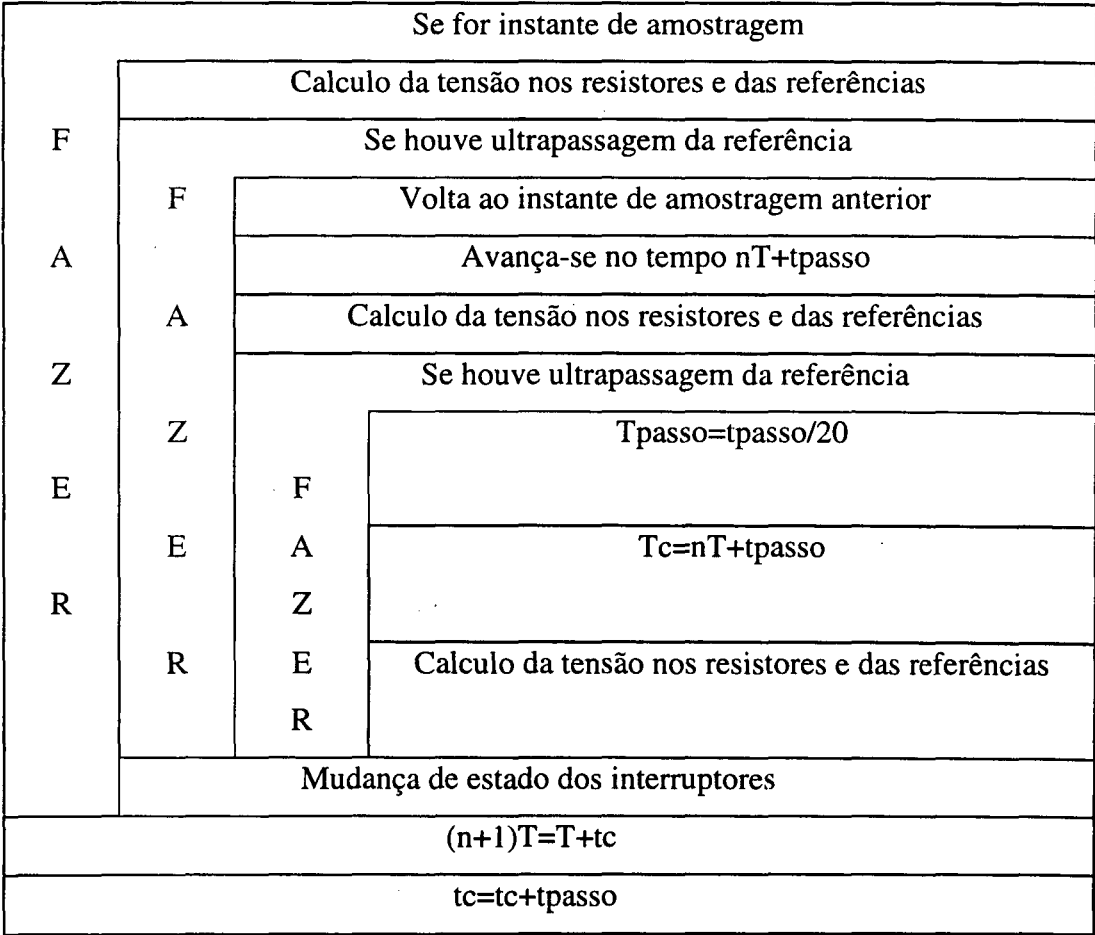 Se for instante de amostragem
Calculo da tensão nos resistores e das referências
F Se houve ultrapassagem da referência
F Volta ao instante de amostragem anterior
A Avança-se no tempo nT+tpasso
A Calculo da tensão nos resistores e das referências
Z Se houve ultrapassagem da referência
Z Tpasso=tpasso/20
E F
E A Tc=nT+tpasso
R Z
R E Calculo da tensão nos resistores e das referências
R
Mudança de estado dos interruptores
(n+1)T=T+tc
tc=tc+tpasso